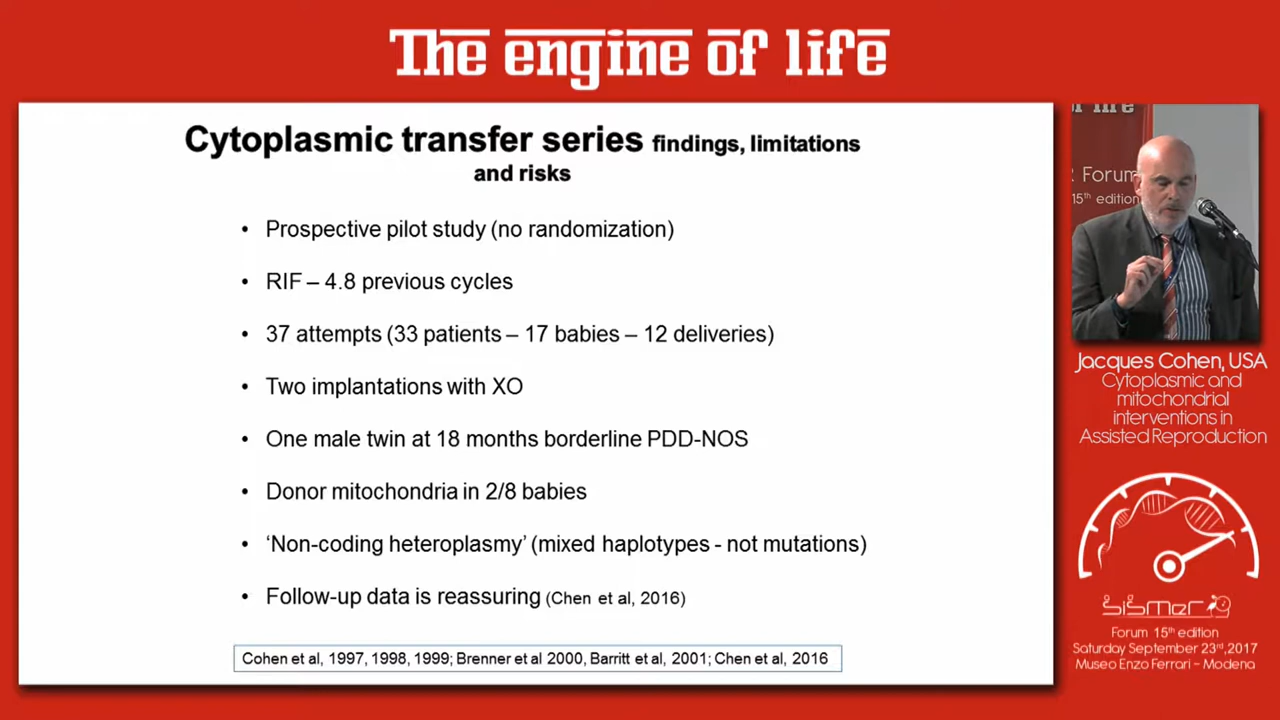 The engine of life
Cytoplasmic transfer series findings, limitations
and risks
• Prospective pilot study (no randomization)
• RIF – 4.8 previous cycles
• 37 attempts (33 patients – 17 babies – 12 deliveries)
• Two implantations with XO
• One male twin at 18 months borderline PDD-NOS
• Donor mitochondria in 2/8 babies
• ‘Non-coding heteroplasmy’ (mixed haplotypes - not mutations)
• Follow-up data is reassuring (Chen et al, 2016)
Cohen et al, 1997, 1998, 1999; Brenner et al 2000, Barritt et al, 2001; Chen et al, 2016
of life
R Forum
15th edition
Jacques Cohen, USA
Cytoplasmic and
mitochondrial
interventions in
Assisted Reproduction
SISMER
Forum 15th edition
Saturday September 23rd,2017
Museo Enzo Ferrari – Modena